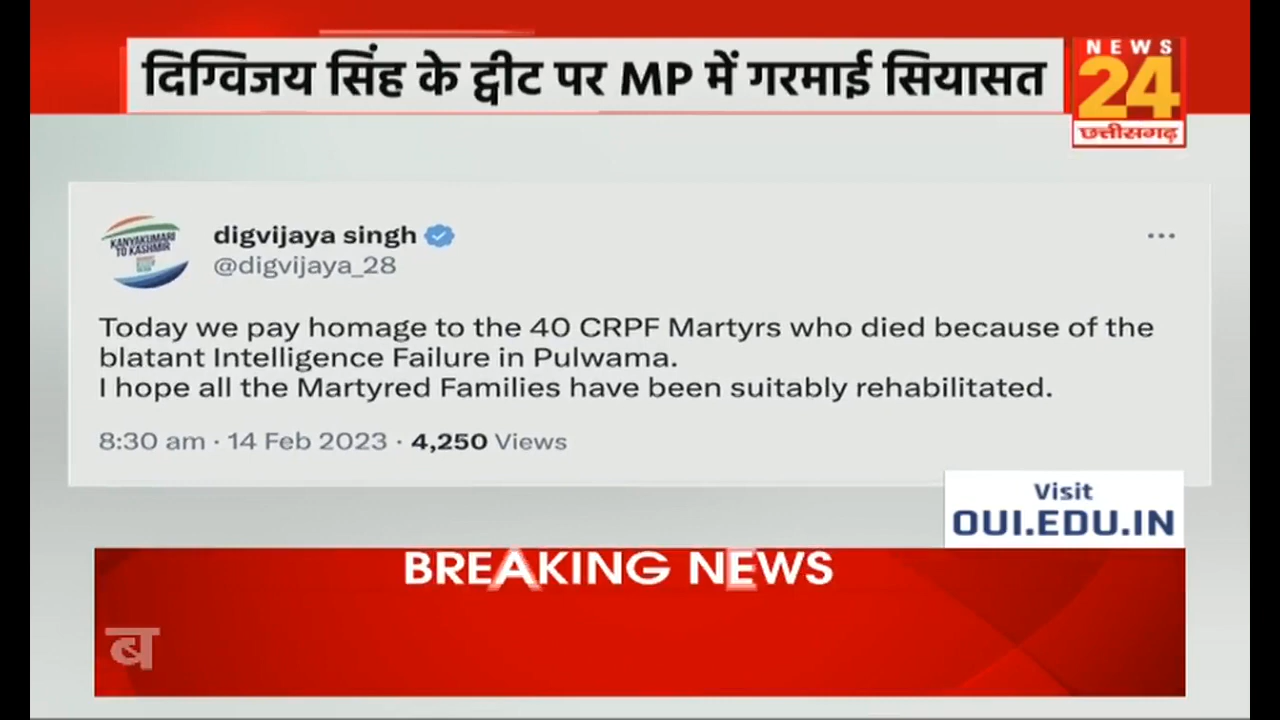 दिग्विजय सिंह के ट्वीट पर MP में गरमाई सियासत
NEWS
24
छत्तीसगढ़
KANYAKUMARI
TO KASHMIR
digvijaya singh
@digvijaya_28
Today we pay homage to the 40 CRPF Martyrs who died because of the
blatant Intelligence Failure in Pulwama.
I hope all the Martyred Families have been suitably rehabilitated.
8:30 am · 14 Feb 2023 · 4,250 Views
Visit
OUI.EDU.IN
BREAKING NEWS
ब